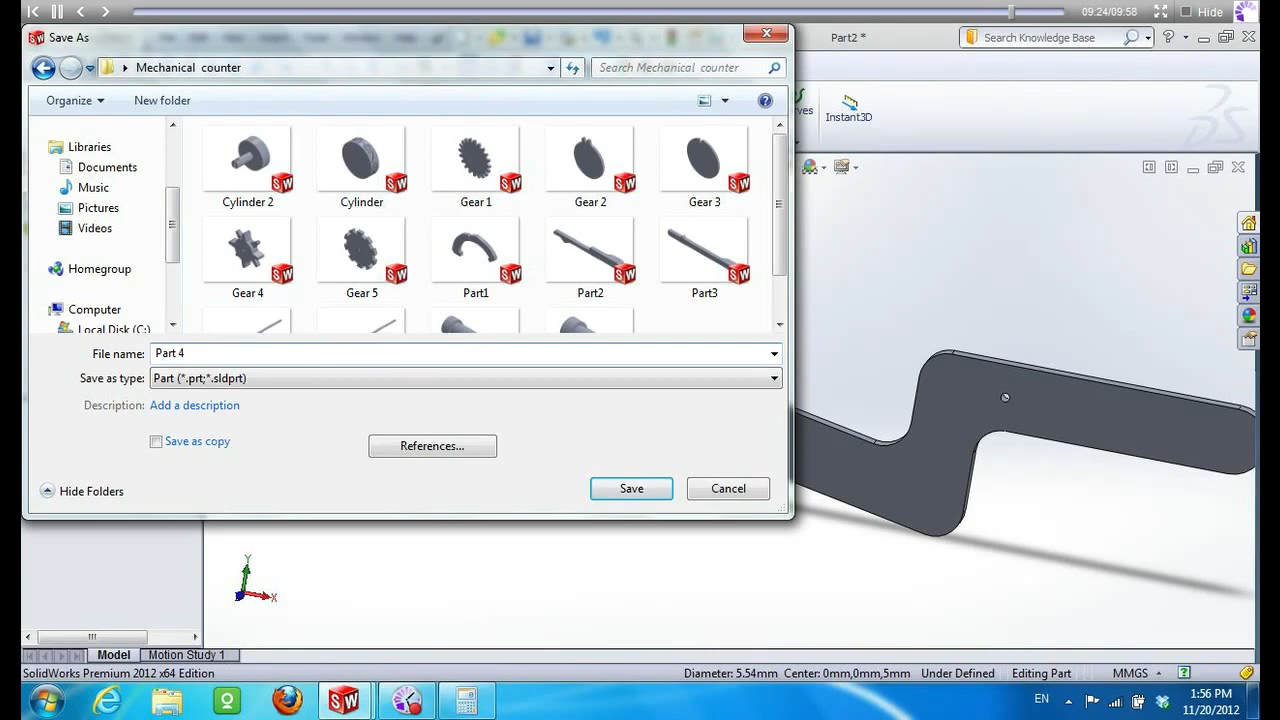 09:24/09:58
Hide
Save As
Part2 *
Search Knowledge Base
Mechanical counter
Search Mechanical counter
Organize
New folder
ves
Instant3D
Libraries
Documents
Music
Pictures
Videos
Homegroup
Computer
Local Disk (C:)
Cylinder 2
Cylinder
Gear 1
Gear 2
Gear 3
Gear 4
Gear 5
Part1
Part2
Part3
File name: Part 4
Save as type: Part (*.prt;*.sldprt)
Description: Add a description
Save as copy
References...
Hide Folders
Save
Cancel
Y
X
Model
Motion Study 1
SolidWorks Premium 2012 x64 Edition
Diameter: 5.54mm Center: 0mm,0mm,5mm
Under Defined
Editing Part
MMGS
EN
1:56 PM
11/20/2012